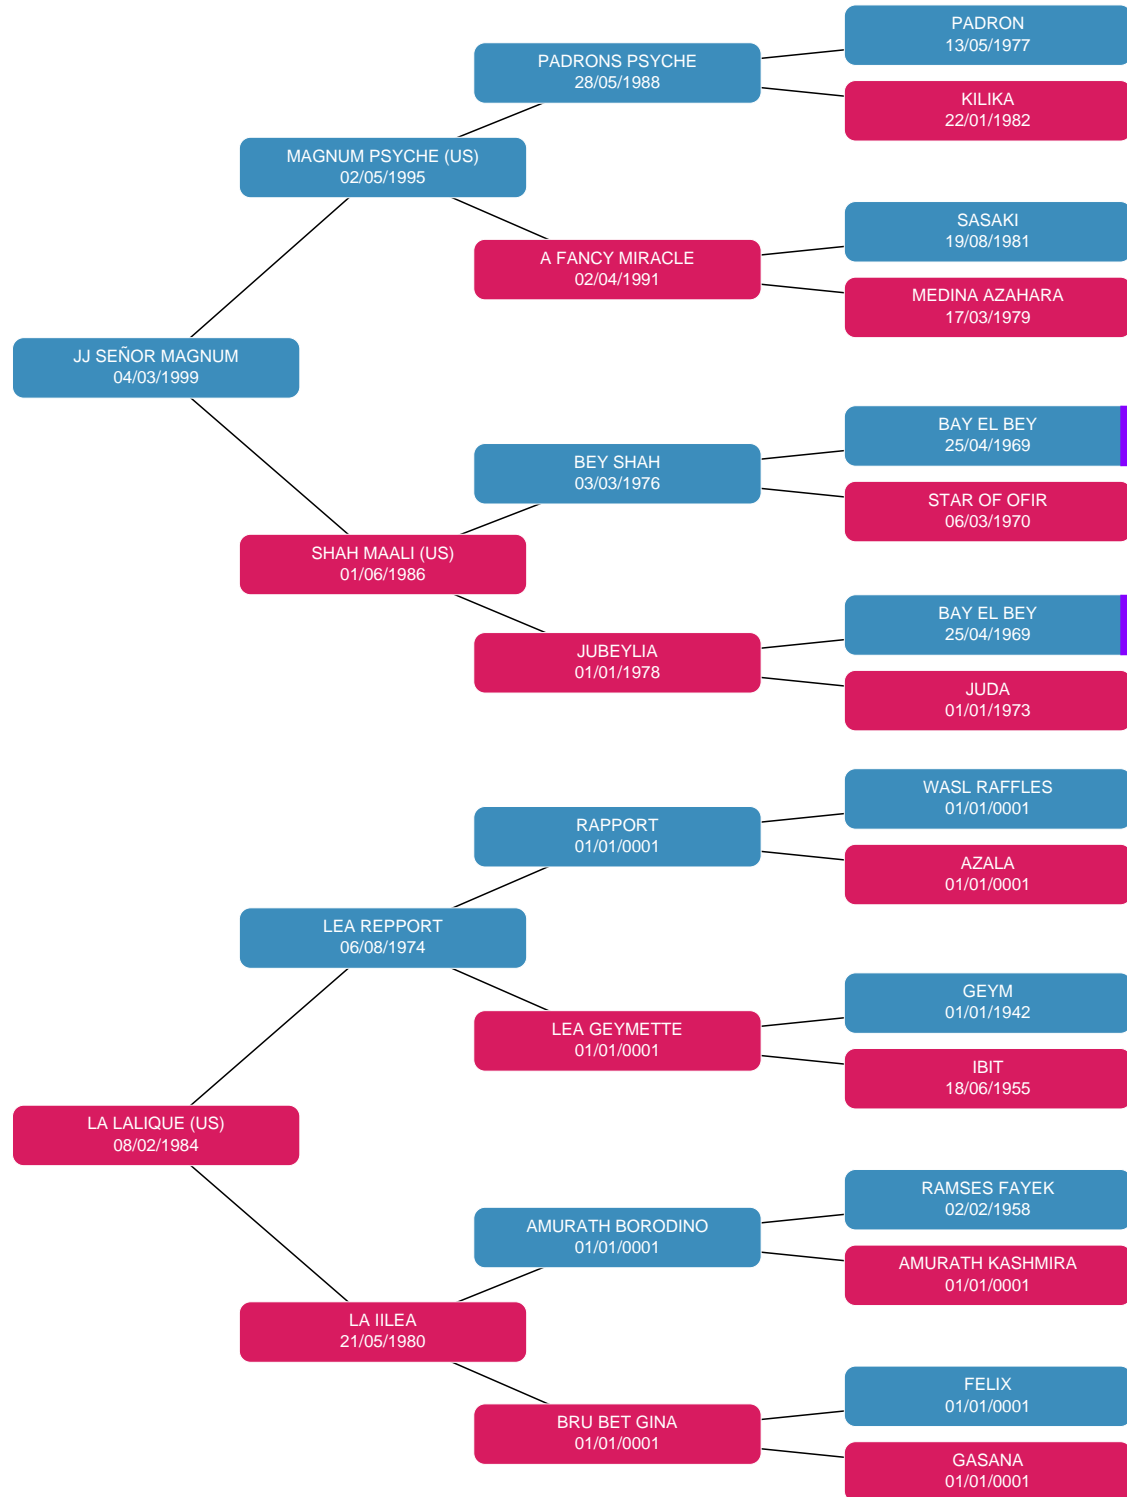 PADRON
13/05/1977
PADRONS PSYCHE
28/05/1988
KILIKA
22/01/1982
MAGNUM PSYCHE (US)
02/05/1995
SASAKI
19/08/1981
A FANCY MIRACLE
02/04/1991
MEDINA AZAHARA
17/03/1979
JJ SEÑOR MAGNUM
04/03/1999
BAY EL BEY
25/04/1969
BEY SHAH
03/03/1976
STAR OF OFIR
06/03/1970
SHAH MAALI (US)
01/06/1986
BAY EL BEY
25/04/1969
JUBEYLIA
01/01/1978
JUDA
01/01/1973
WASL RAFFLES
01/01/0001
RAPPORT
01/01/0001
AZALA
01/01/0001
LEA REPPORT
06/08/1974
GEYM
01/01/1942
LEA GEYMETTE
01/01/0001
IBIT
18/06/1955
LA LALIQUE (US)
08/02/1984
RAMSES FAYEK
02/02/1958
AMURATH BORODINO
01/01/0001
AMURATH KASHMIRA
01/01/0001
LA IILEA
21/05/1980
FELIX
01/01/0001
BRU BET GINA
01/01/0001
GASANA
01/01/0001